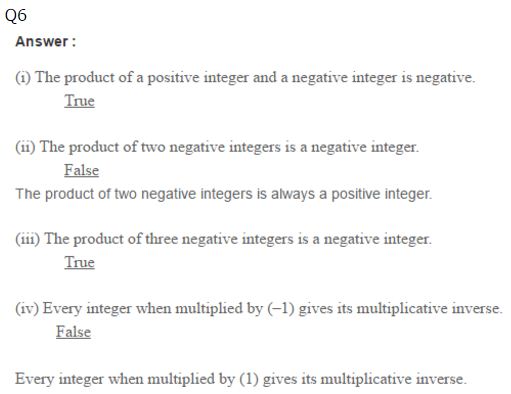 Q6
Answer :
(i) The product of a positive integer and a negative integer is negative.
True
(ii) The product of two negative integers is a negative integer.
False
The product of two negative integers is always a positive integer.
(iii) The product of three negative integers is a negative integer.
True
(iv) Every integer when multiplied by (−1) gives its multiplicative inverse.
False
Every integer when multiplied by (1) gives its multiplicative inverse.